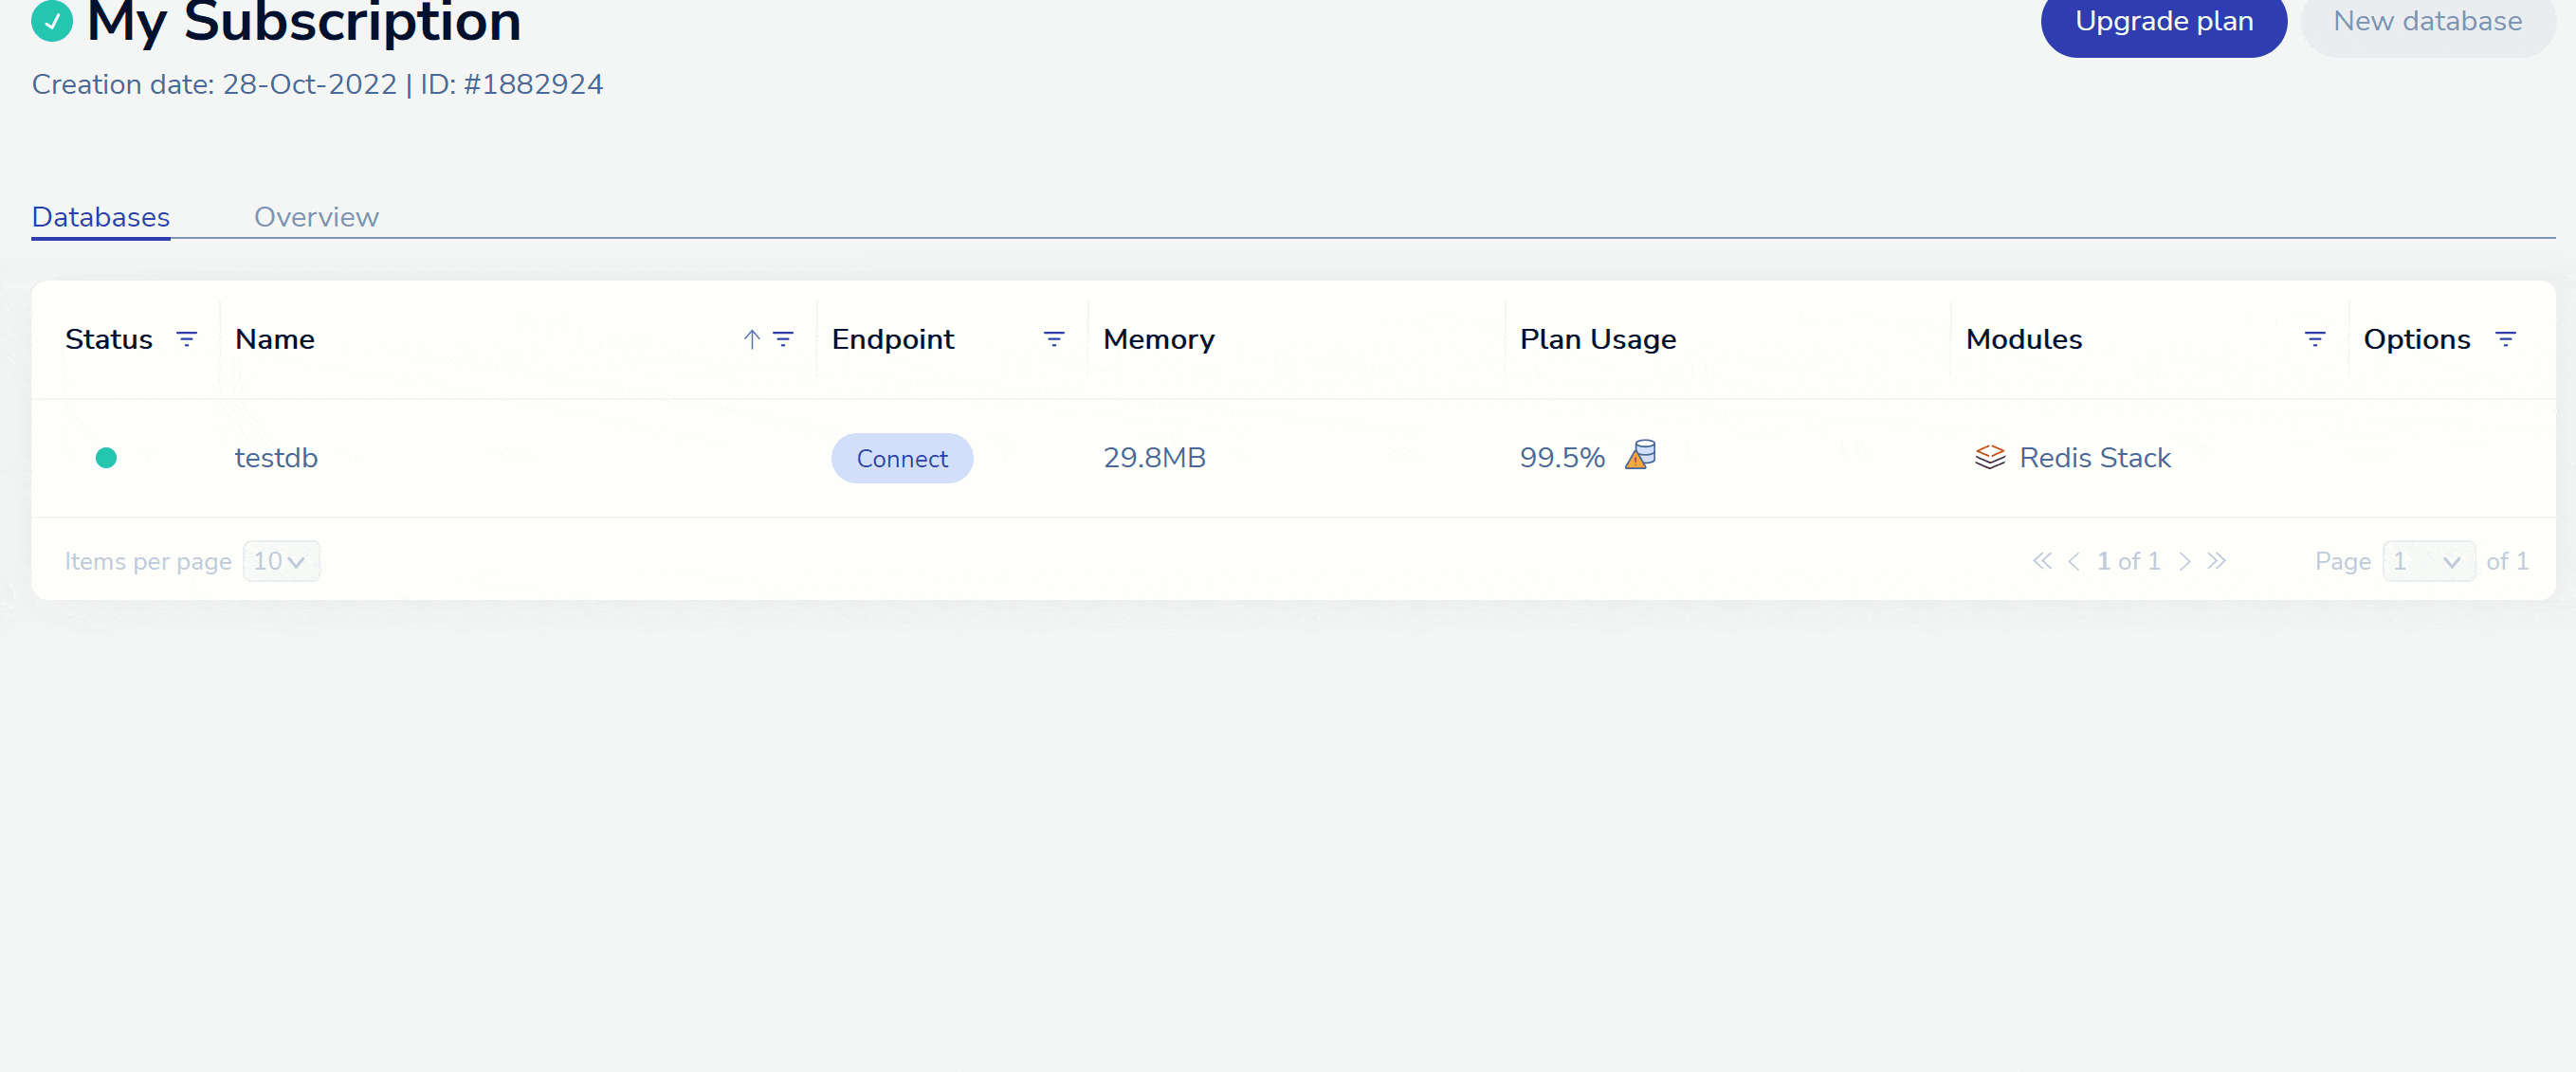 My Subscription
Upgrade plan
New database
Creation date: 28-Oct-2022 | ID: #1882924
Databases
Overview
Status Name Endpoint Memory Plan Usage Modules Options
testdb Connect 29.8MB 99.5% Redis Stack
Items per page 10 1 of 1 Page 1 of 1